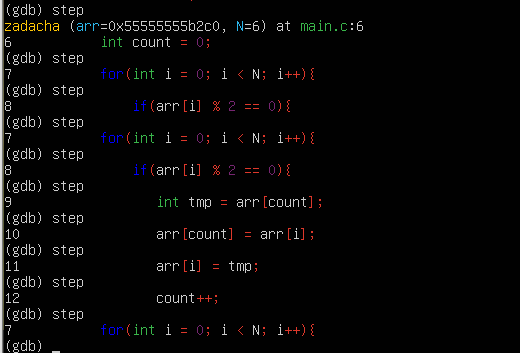 (gdb) step
zadacha (arr=0x55555555b2c0, N=6) at main.c:6
6 int count = 0;
(gdb) step
7 for(int i = 0; i < N; i++){
(gdb) step
8 if(arr[i] % 2 == 0){
(gdb) step
7 for(int i = 0; i < N; i++){
(gdb) step
8 if(arr[i] % 2 == 0){
(gdb) step
9 int tmp = arr[count];
(gdb) step
10 arr[count] = arr[i];
(gdb) step
11 arr[i] = tmp;
(gdb) step
12 count++;
(gdb) step
7 for(int i = 0; i < N; i++){
(gdb) _